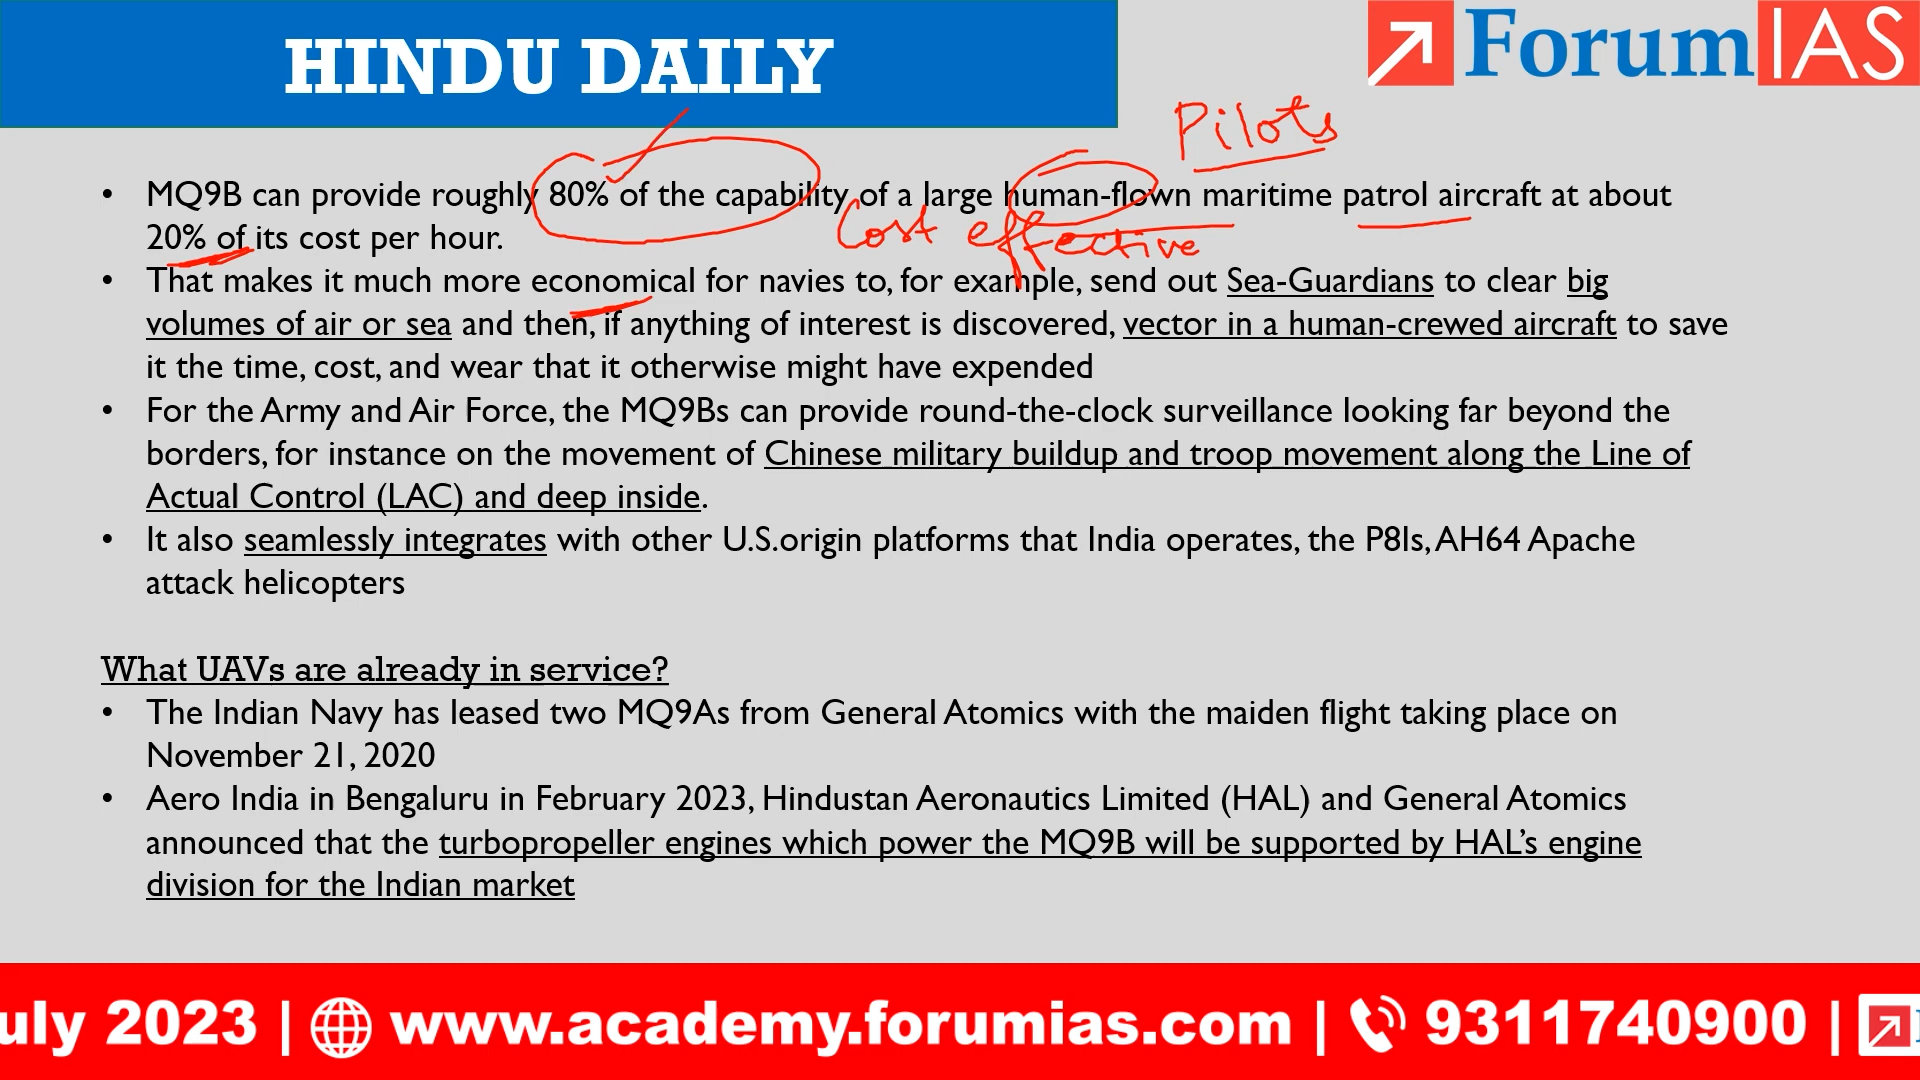 HINDU DAILY
ForumIAS
Pilots
• MQ9B can provide roughly 80% of the capability of a large human-flown maritime patrol aircraft at about
20% of its cost per hour.
Cost effective
• That makes it much more economical for navies to, for example, send out Sea-Guardians to clear big
volumes of air or sea and then, if anything of interest is discovered, vector in a human-crewed aircraft to save
it the time, cost, and wear that it otherwise might have expended
• For the Army and Air Force, the MQ9Bs can provide round-the-clock surveillance looking far beyond the
borders, for instance on the movement of Chinese military buildup and troop movement along the Line of
Actual Control (LAC) and deep inside.
• It also seamlessly integrates with other U.S.origin platforms that India operates, the P8Is, AH64 Apache
attack helicopters
What UAVs are already in service?
• The Indian Navy has leased two MQ9As from General Atomics with the maiden flight taking place on
November 21, 2020
• Aero India in Bengaluru in February 2023, Hindustan Aeronautics Limited (HAL) and General Atomics
announced that the turbopropeller engines which power the MQ9B will be supported by HAL’s engine
division for the Indian market
uly 2023 | www.academy.forumias.com | 9311740900 |